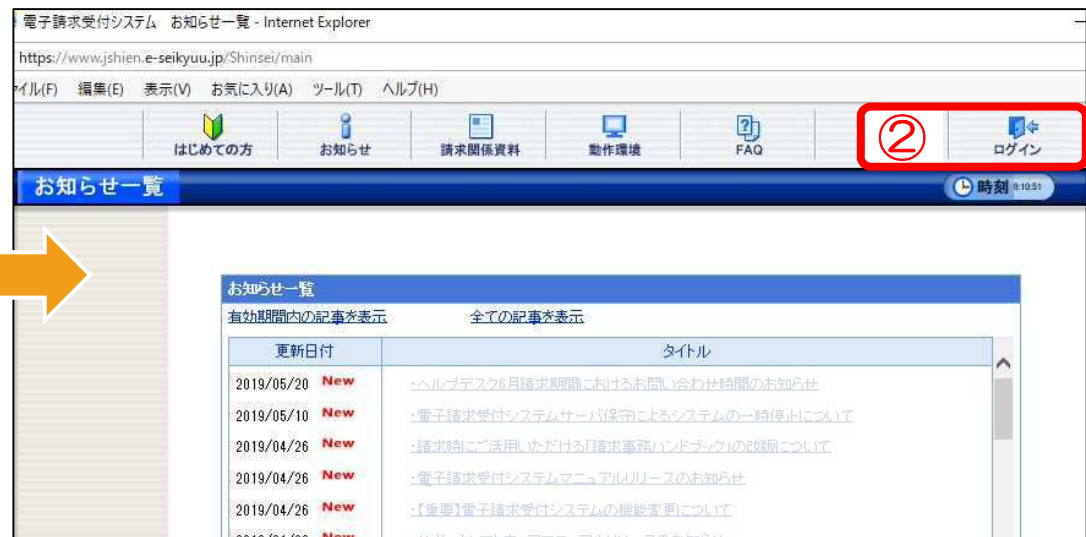 電子請求受付システム お知らせ一覧 - Internet Explorer
https://www.jshien.e-seikyuu.jp/Shinsei/main
イル(F) 編集(E) 表示(V) お気に入り(A) ツール(T) ヘルプ(H)
はじめての方 お知らせ 請求関係資料 動作環境 FAQ ② ログイン
お知らせ一覧 時刻
お知らせ一覧
有効期間内の記事を表示 全ての記事を表示
更新日付 タイトル
2019/05/20 New ・ヘルプデスク6月請求期間におけるお問い合わせ時間のお知らせ
2019/05/10 New ・電子請求受付システムサーバ保守によるシステムの一時停止について
2019/04/26 New ・請求時にご活用いただける「請求事務ハンドブック」の改版について
2019/04/26 New ・電子請求受付システムマニュアルリリースのお知らせ
2019/04/26 New ・【重要】電子請求受付システムの機能変更について